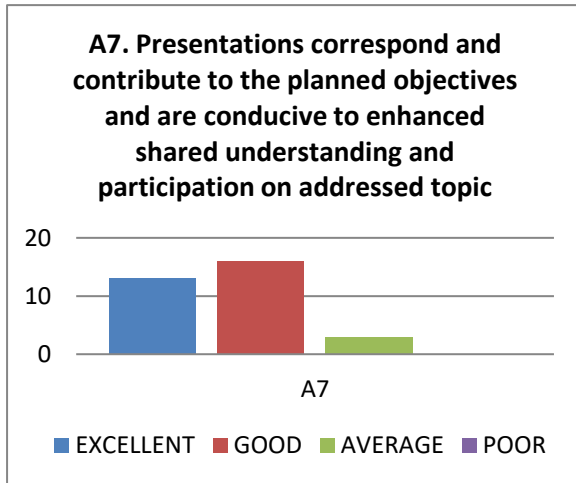 A7. Presentations correspond and
contribute to the planned objectives
and are conducive to enhanced
shared understanding and
participation on addressed topic
20
10
0
A7
EXCELLENT GOOD AVERAGE POOR